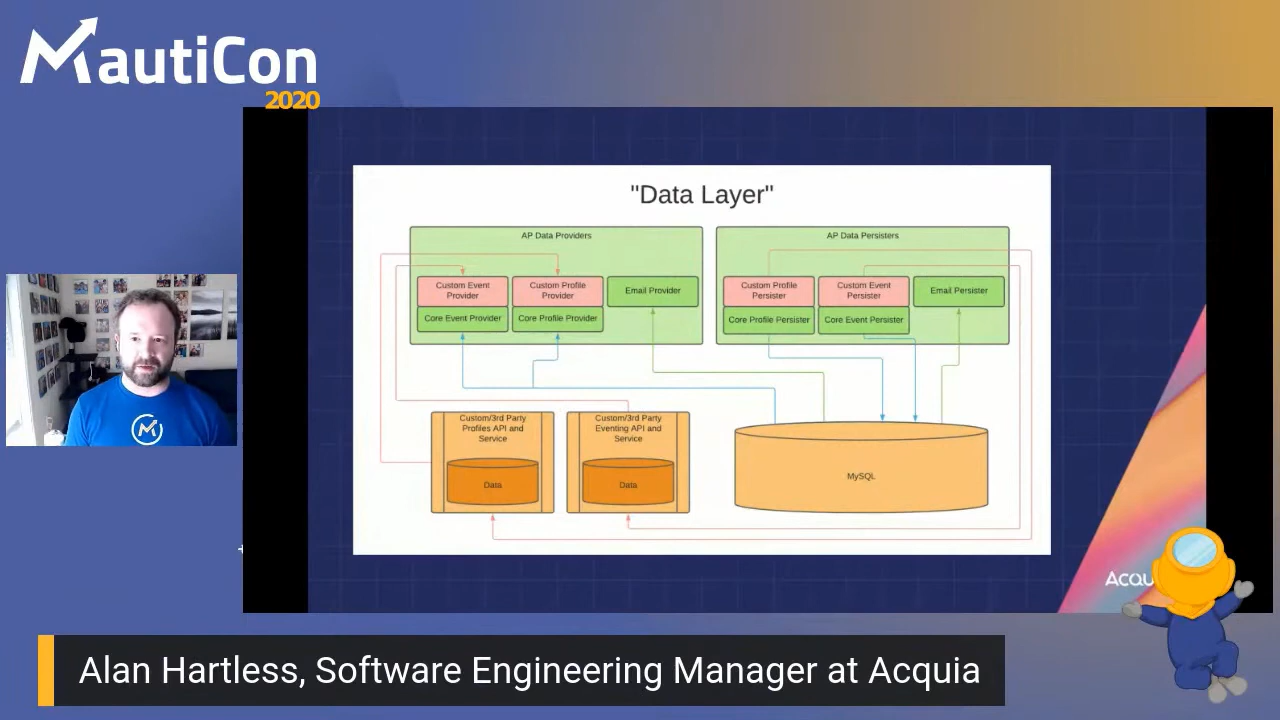 MautiCon
2020
"Data Layer"
AP Data Providers
AP Data Persisters
Custom Event
Provider
Custom Profile
Provider
Email Provider
Core Event Provider
Core Profile Provider
Custom Profile
Persister
Custom Event
Persister
Email Persister
Core Profile Persister
Core Event Persister
Custom/3rd Party
Profiles API and
Service
Data
Custom/3rd Party
Eventing API and
Service
Data
MySQL
Acqu
Alan Hartless, Software Engineering Manager at Acquia